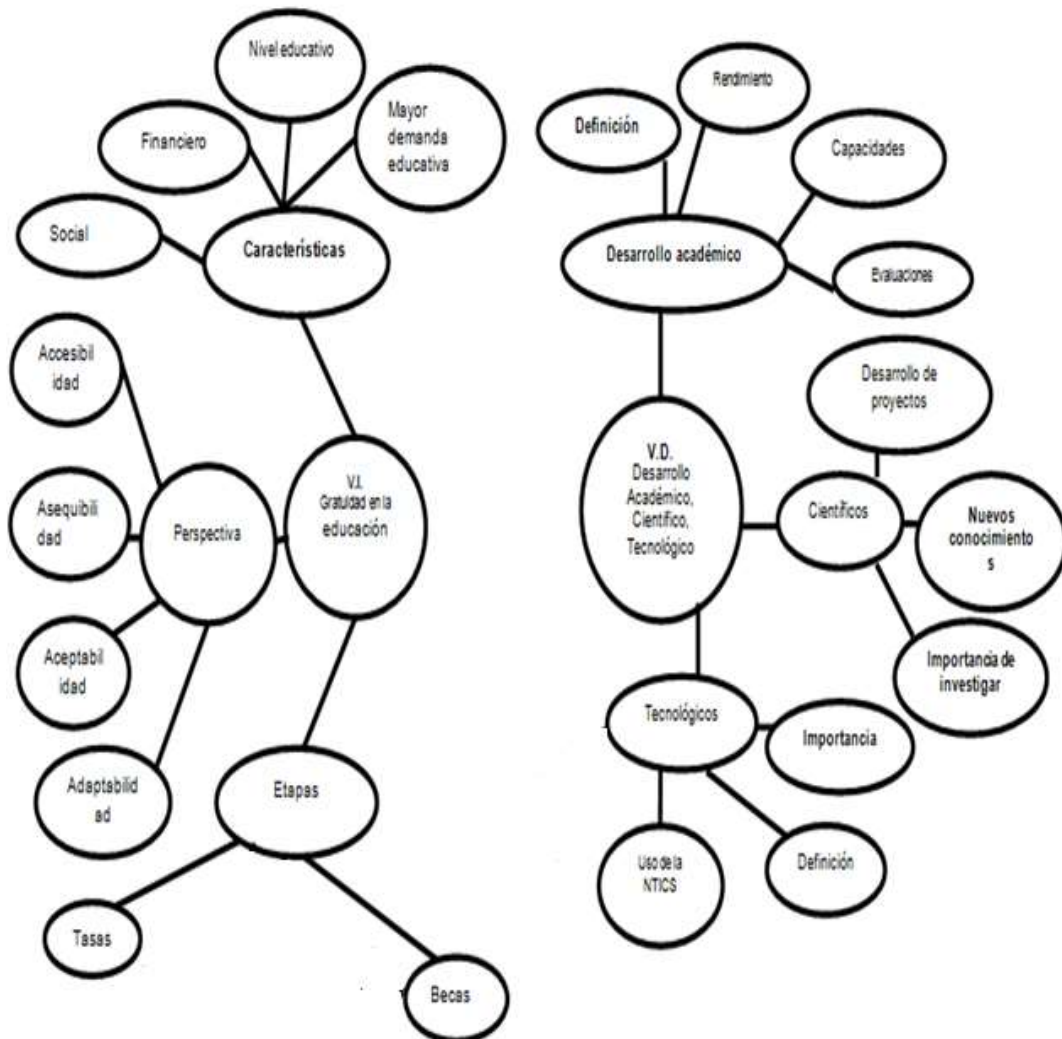 Nivel educativo
Financiero
Mayor
demanda
educativa
Social
Características
Accesibil
idad
Asequibili
dad
Perspectiva
V.I.
Gratuidad en la
educación
Aceptabil
idad
Adaptabilid
ad
Etapas
Tasas
Becas
Rendimiento
Definición
Capacidades
Desarrollo académico
Evaluaciones
Desarrollo de
proyectos
V.D.
Desarrollo
Académico,
Científico,
Tecnológico
Científicos
Nuevos
conocimiento
s
Importancia de
investigar
Tecnológicos
Importancia
Uso de la
NTICS
Definición